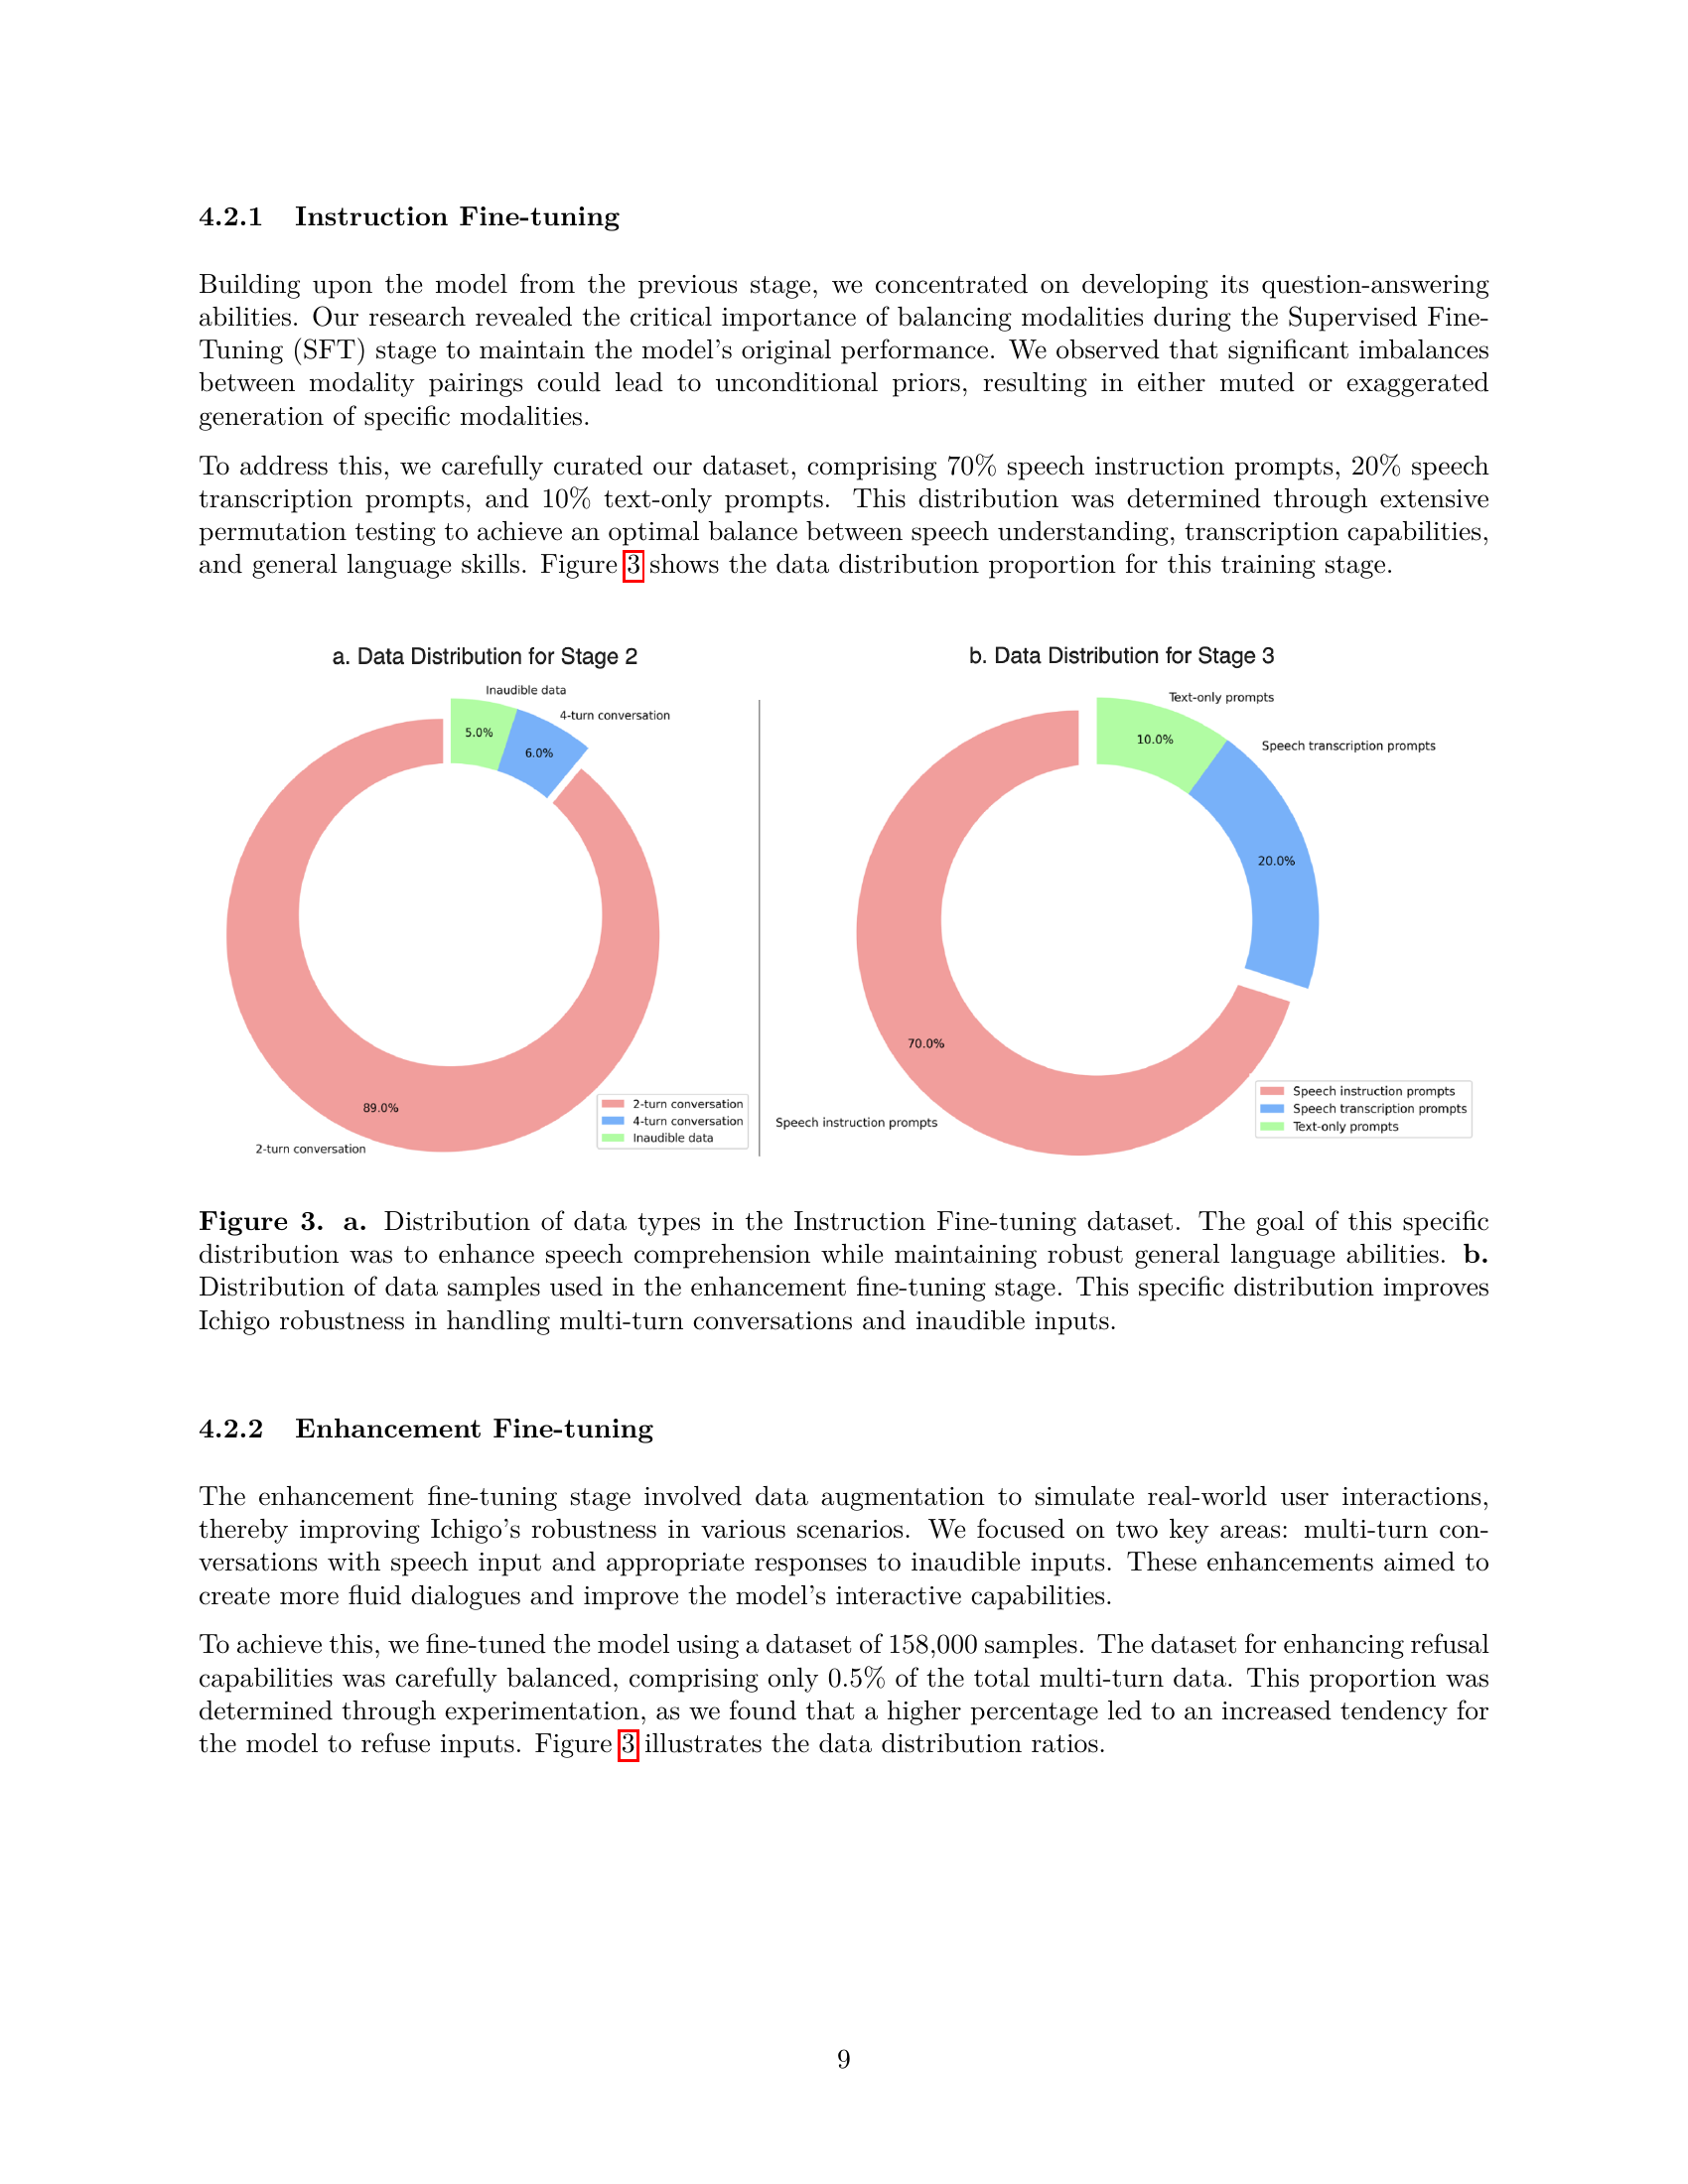 4.2.1 Instruction Fine-tuning
Building upon the model from the previous stage, we concentrated on developing its question-answering
abilities. Our research revealed the critical importance of balancing modalities during the Supervised Fine-
Tuning (SFT) stage to maintain the model's original performance. We observed that significant imbalances
between modality pairings could lead to unconditional priors, resulting in either muted or exaggerated
generation of specific modalities.
To address this, we carefully curated our dataset, comprising 70% speech instruction prompts, 20% speech
transcription prompts, and 10% text-only prompts. This distribution was determined through extensive
permutation testing to achieve an optimal balance between speech understanding, transcription capabilities,
and general language skills. Figure 3 shows the data distribution proportion for this training stage.
a. Data Distribution for Stage 2
Inaudible data
4-turn conversation
5.0%
6.0%
89.0%
2-turn conversation
2-turn conversation
4-turn conversation
Inaudible data
b. Data Distribution for Stage 3
Text-only prompts
10.0%
Speech transcription prompts
20.0%
70.0%
Speech instruction prompts
Speech instruction prompts
Speech transcription prompts
Text-only prompts
Figure 3. a. Distribution of data types in the Instruction Fine-tuning dataset. The goal of this specific
distribution was to enhance speech comprehension while maintaining robust general language abilities. b.
Distribution of data samples used in the enhancement fine-tuning stage. This specific distribution improves
Ichigo robustness in handling multi-turn conversations and inaudible inputs.
4.2.2 Enhancement Fine-tuning
The enhancement fine-tuning stage involved data augmentation to simulate real-world user interactions,
thereby improving Ichigo's robustness in various scenarios. We focused on two key areas: multi-turn con-
versations with speech input and appropriate responses to inaudible inputs. These enhancements aimed to
create more fluid dialogues and improve the model's interactive capabilities.
To achieve this, we fine-tuned the model using a dataset of 158,000 samples. The dataset for enhancing refusal
capabilities was carefully balanced, comprising only 0.5% of the total multi-turn data. This proportion was
determined through experimentation, as we found that a higher percentage led to an increased tendency for
the model to refuse inputs. Figure 3 illustrates the data distribution ratios.
9